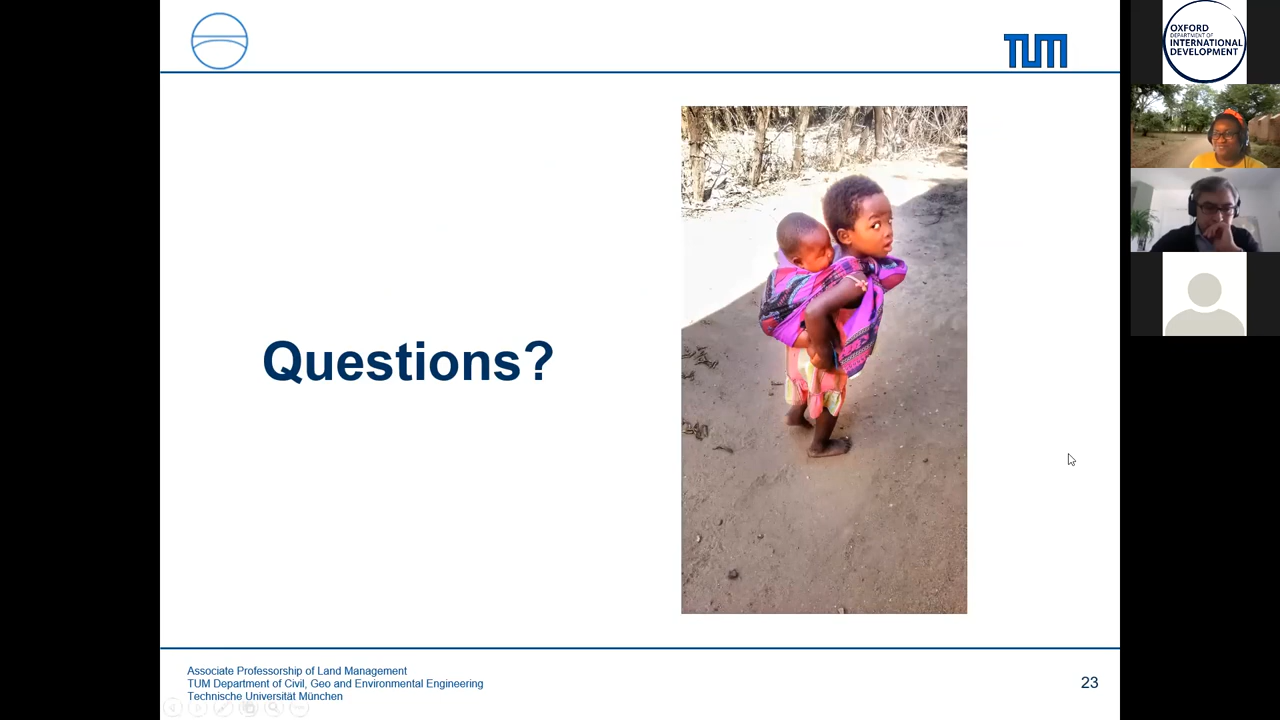 TUM
Questions?
Associate Professorship of Land Management
TUM Department of Civil, Geo and Environmental Engineering
Technische Universität München
23
OXFORD
DEPARTMENT OF
INTERNATIONAL
DEVELOPMENT